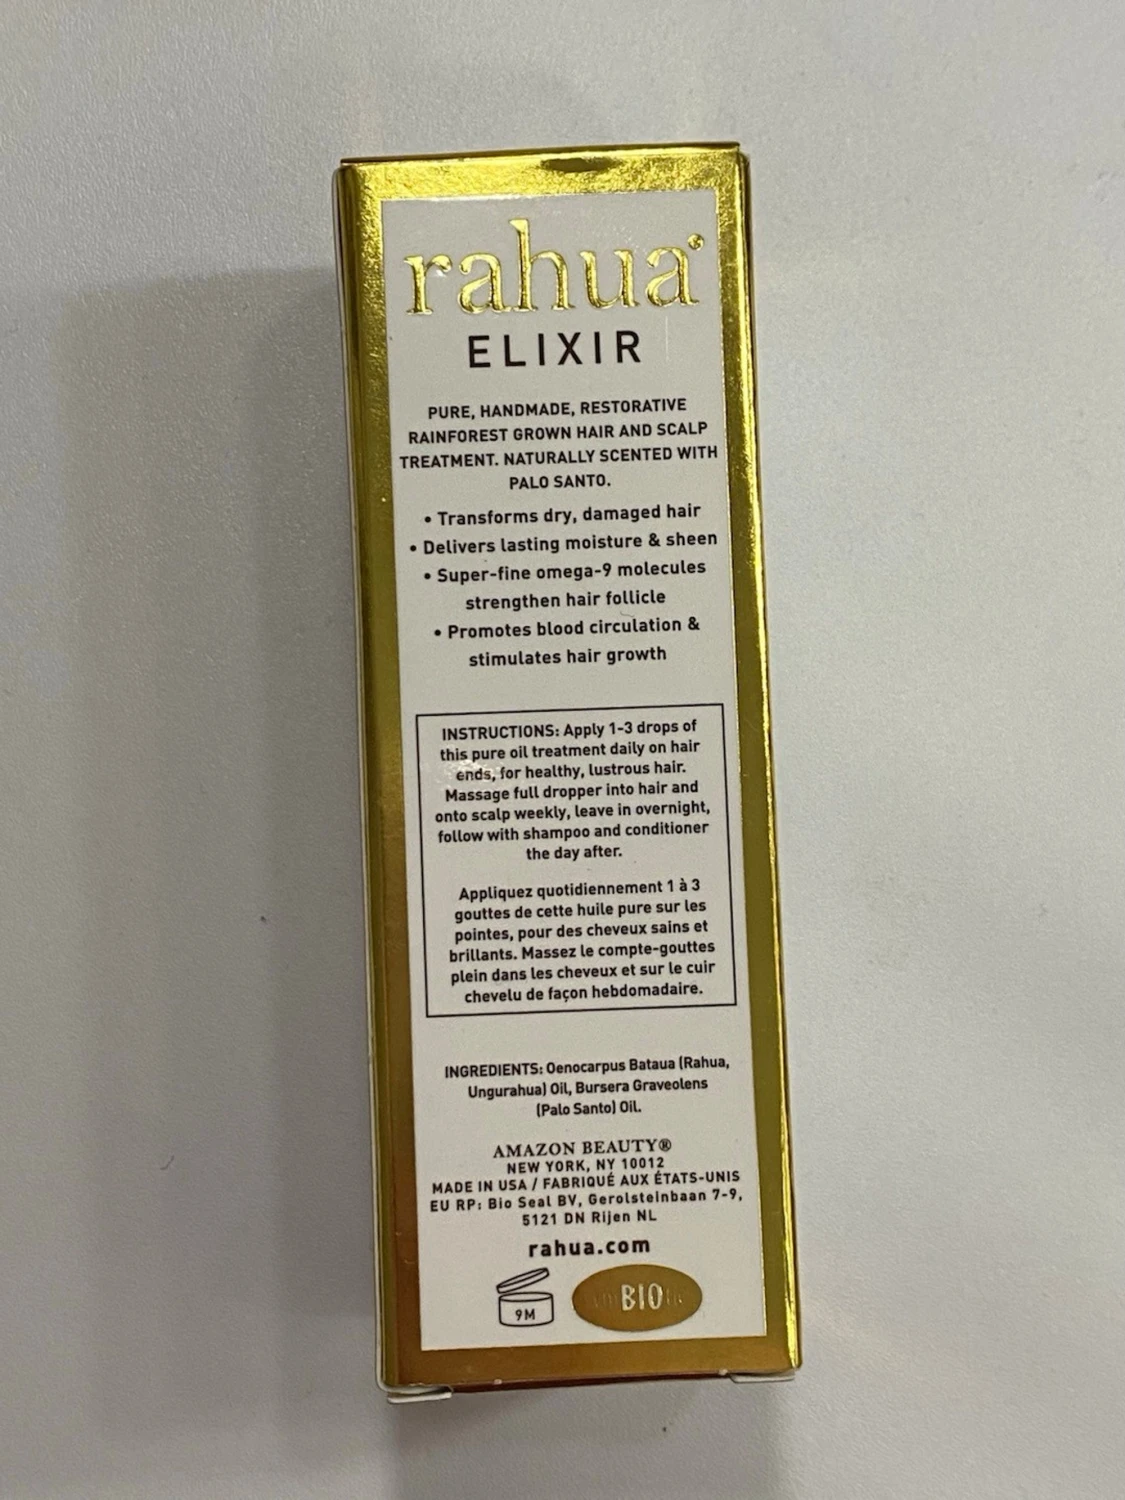 rahua
ELIXIR
PURE, HANDMADE, RESTORATIVE
RAINFOREST GROWN HAIR AND SCALP
TREATMENT. NATURALLY SCENTED WITH
PALO SANTO.
• Transforms dry, damaged hair
• Delivers lasting moisture & sheen
• Super-fine omega-9 molecules
strengthen hair follicle
• Promotes blood circulation &
stimulates hair growth
INSTRUCTIONS: Apply 1-3 drops of
this pure oil treatment daily on hair
ends, for healthy, lustrous hair.
Massage full dropper into hair and
onto scalp weekly, leave in overnight,
follow with shampoo and conditioner
the day after.
Appliquez quotidiennement 1 à 3
gouttes de cette huile pure sur les
pointes, pour des cheveux sains et
brillants. Massez le compte-gouttes
plein dans les cheveux et sur le cuir
chevelu de façon hebdomadaire.
INGREDIENTS: Oenocarpus Bataua (Rahua,
Ungurahua) Oil, Bursera Graveolens
(Palo Santo) Oil.
AMAZON BEAUTY®
NEW YORK, NY 10012
MADE IN USA / FABRIQUÉ AUX ÉTATS-UNIS
EU RP: Bio Seal BV, Gerolsteinbaan 7-9,
5121 DN Rijen NL
rahua.com
9M
BIO